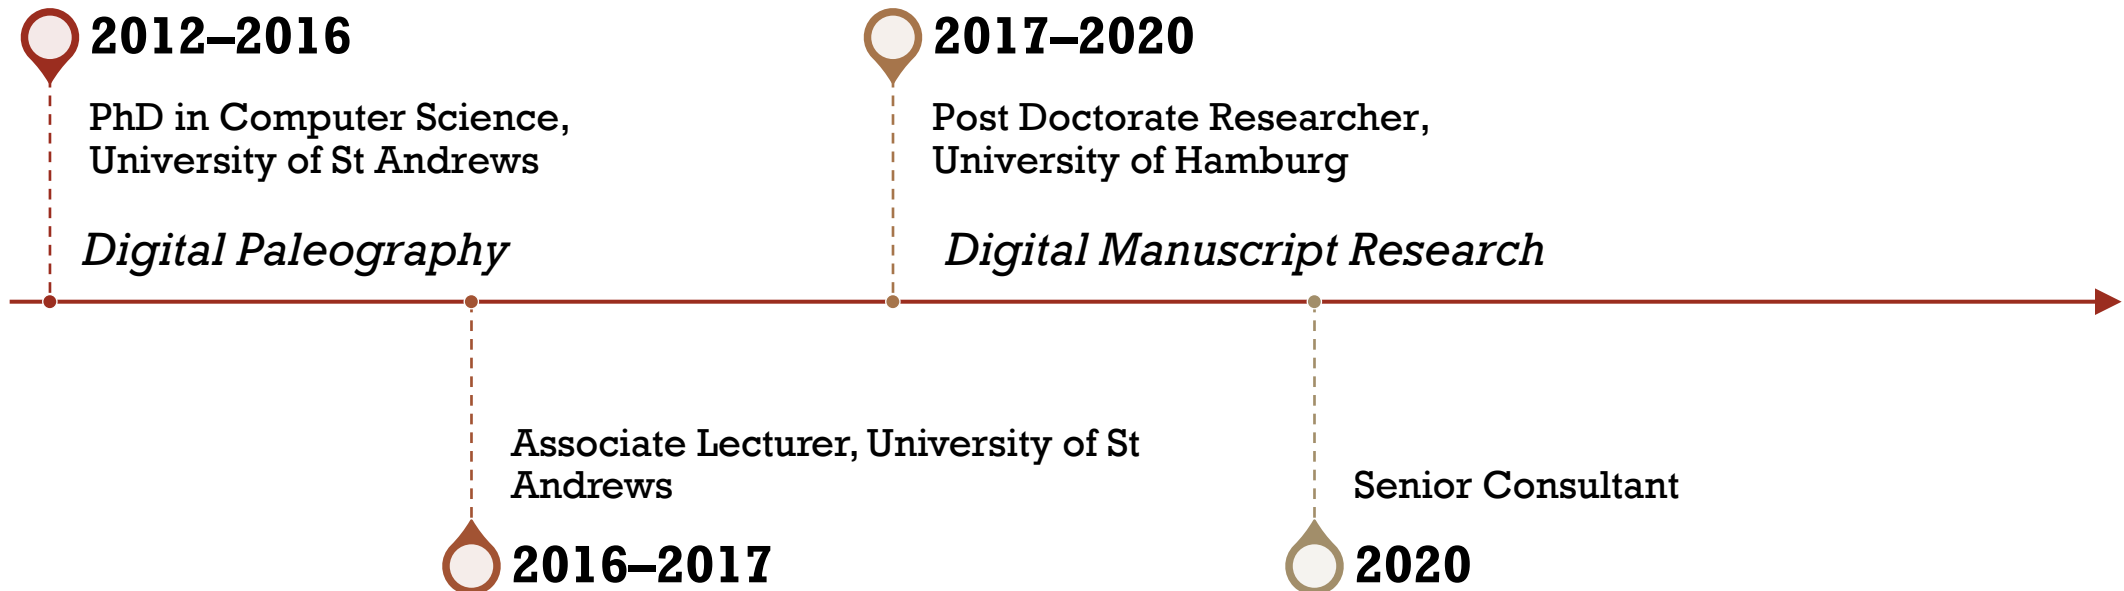 2012–2016
PhD in Computer Science,
University of St Andrews
Digital Paleography
2017–2020
Post Doctorate Researcher,
University of Hamburg
Digital Manuscript Research
Associate Lecturer, University of St
Andrews
2016–2017
Senior Consultant
2020